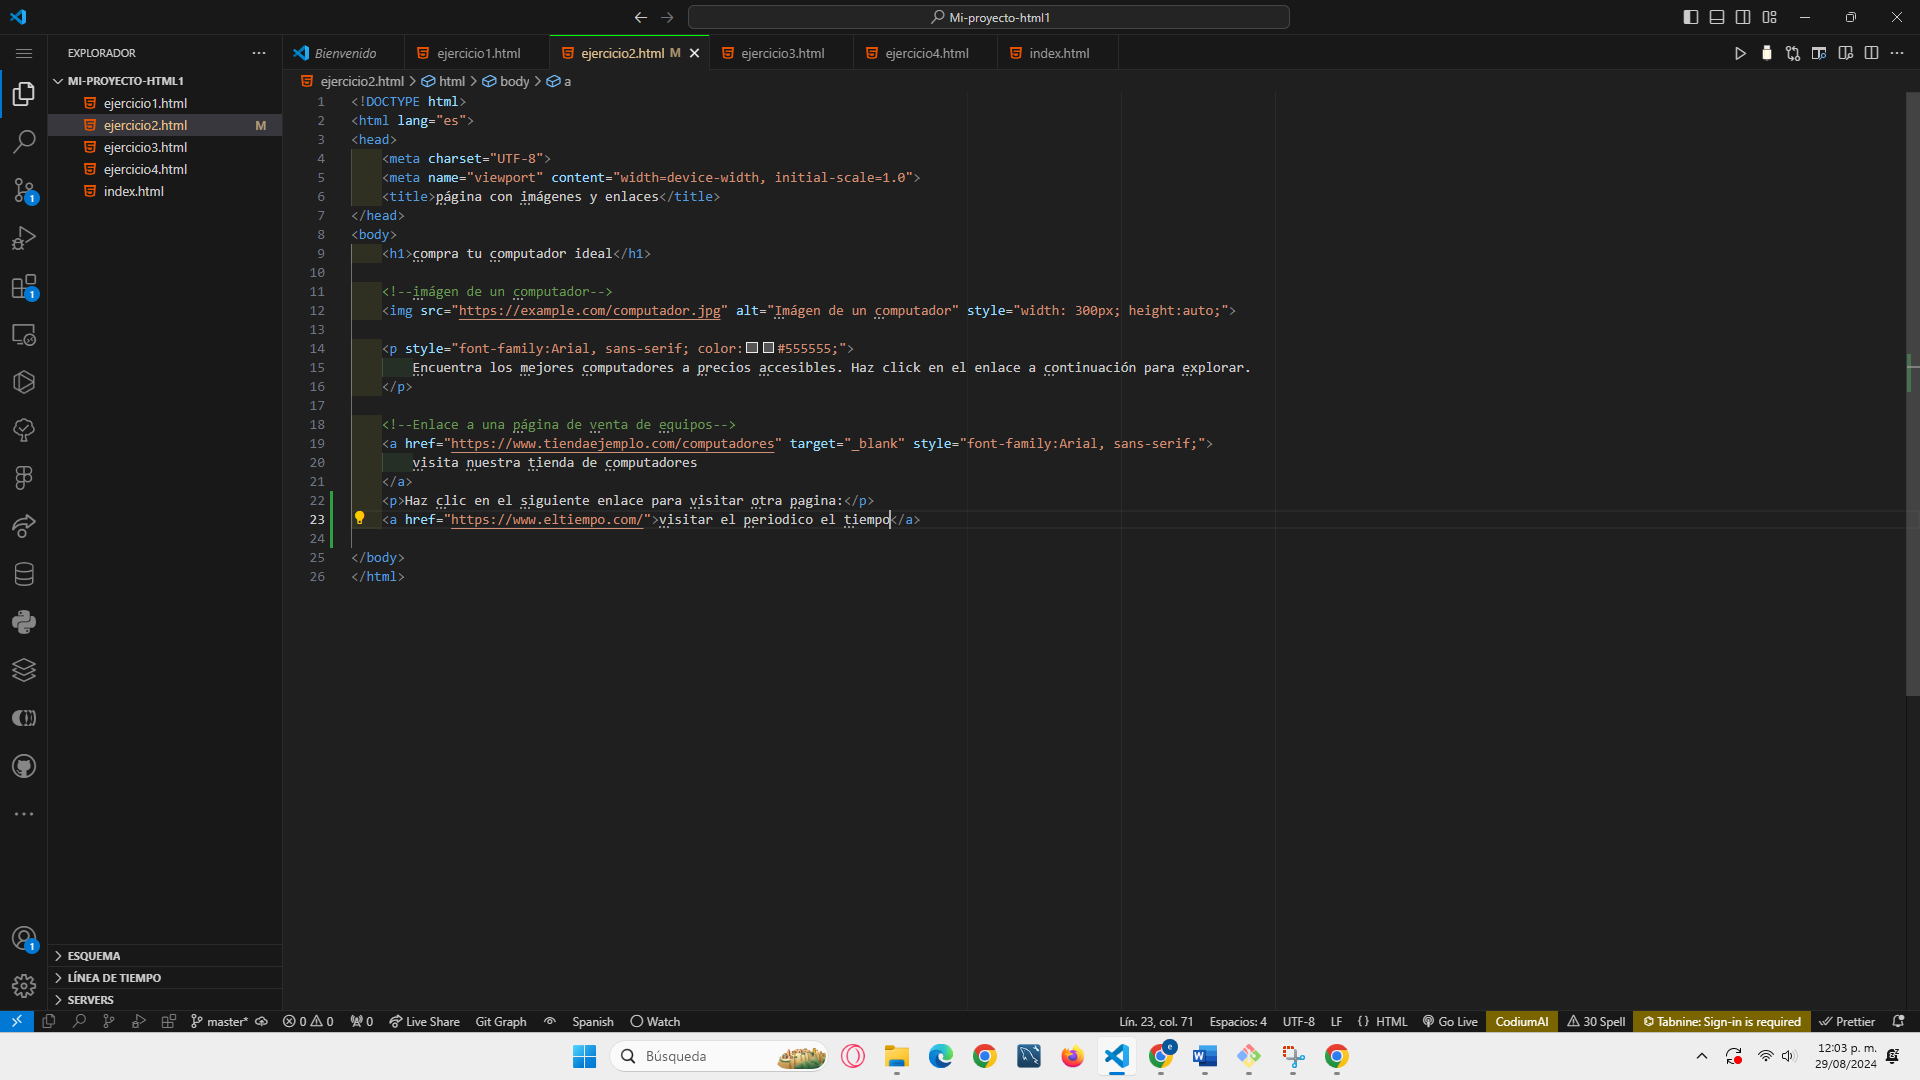 Mi-proyecto-html1
EXPLORADOR
MI-PROYECTO-HTML1
ejercicio1.html
ejercicio2.html M
ejercicio3.html
ejercicio4.html
index.html
ESQUEMA
LÍNEA DE TIEMPO
SERVERS
Bienvenido ejercicio1.html ejercicio2.html M ejercicio3.html ejercicio4.html index.html
ejercicio2.html > html > body > a
1 <!DOCTYPE html>
2 <html lang="es">
3 <head>
4 <meta charset="UTF-8">
5 <meta name="viewport" content="width=device-width, initial-scale=1.0">
6 <title>página con imágenes y enlaces</title>
7 </head>
8 <body>
9 <h1>compra tu computador ideal</h1>
10
11 <!--imágen de un computador-->
12 <img src="https://example.com/computador.jpg" alt="Imágen de un computador" style="width: 300px; height:auto;">
13
14 <p style="font-family:Arial, sans-serif; color:#555555;">
15 Encuentra los mejores computadores a precios accesibles. Haz click en el enlace a continuación para explorar.
16 </p>
17
18 <!--Enlace a una página de venta de equipos-->
19 <a href="https://www.tiendaejemplo.com/computadores" target="_blank" style="font-family:Arial, sans-serif;">
20 visita nuestra tienda de computadores
21 </a>
22 <p>Haz clic en el siguiente enlace para visitar otra pagina:</p>
23 <a href="https://www.eltiempo.com/">visitar el periodico el tiempo</a>
24
25 </body>
26 </html>
1
1
1
master* 0 0 0 Live Share Git Graph Spanish Watch Lín. 23, col. 71 Espacios: 4 UTF-8 LF {} HTML Go Live CodiumAI 30 Spell Tabnine: Sign-in is required Prettier
Búsqueda
e
12:03 p. m.
29/08/2024